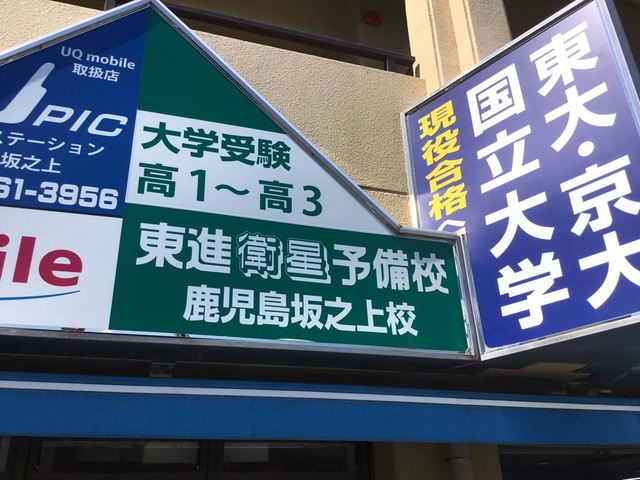 UQ mobile
取扱店
PIC
ステーション
坂之上
61-3956
ile
大学受験
高1～高3
東進衛星予備校
鹿児島坂之上校
東大・京大
国立大学
現役合格へ